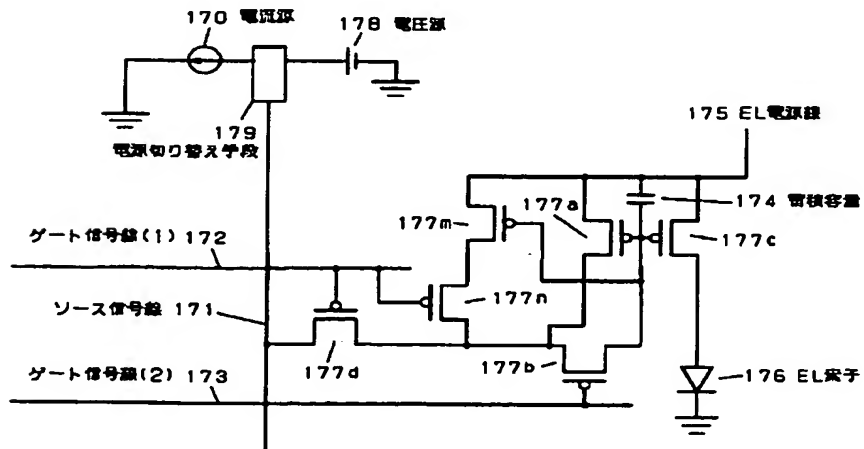 170 電流源
178 電圧源
179
電源切り替え手段
175 EL電源線
174 蓄積容量
177m
177a
177c
ゲート信号線(1) 172
177n
ソース信号線 171
177d
177b
ゲート信号線(2) 173
176 EL素子